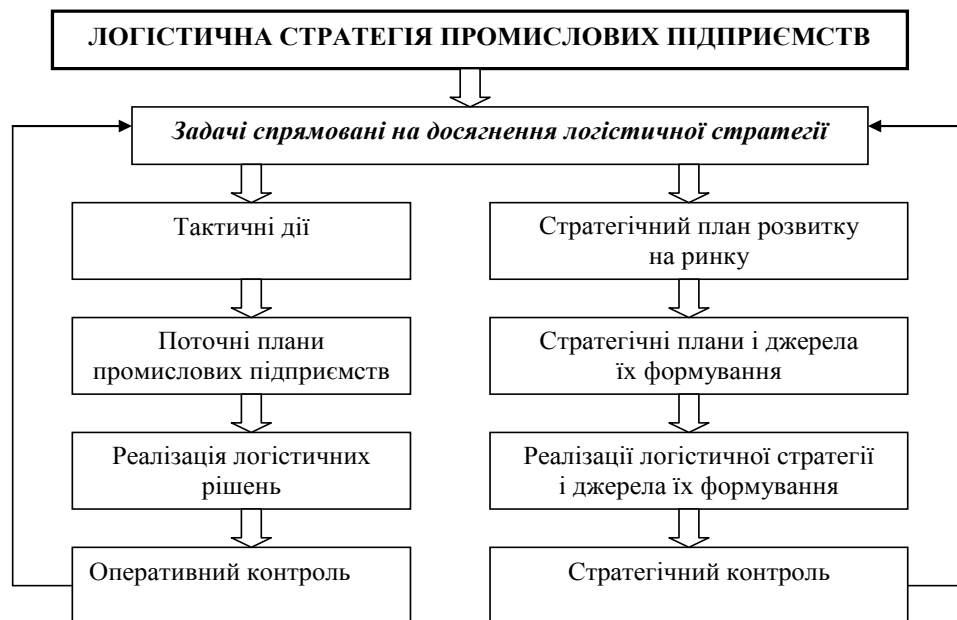 ЛОГІСТИЧНА СТРАТЕГІЯ ПРОМИСЛОВИХ ПІДПРИЄМСТВ
Задачі спрямовані на досягнення логістичної стратегії
Тактичні дії
Стратегічний план розвитку
на ринку
Поточні плани
промислових підприємств
Стратегічні плани і джерела
їх формування
Реалізація логістичних
рішень
Реалізації логістичної стратегії
і джерела їх формування
Оперативний контроль
Стратегічний контроль